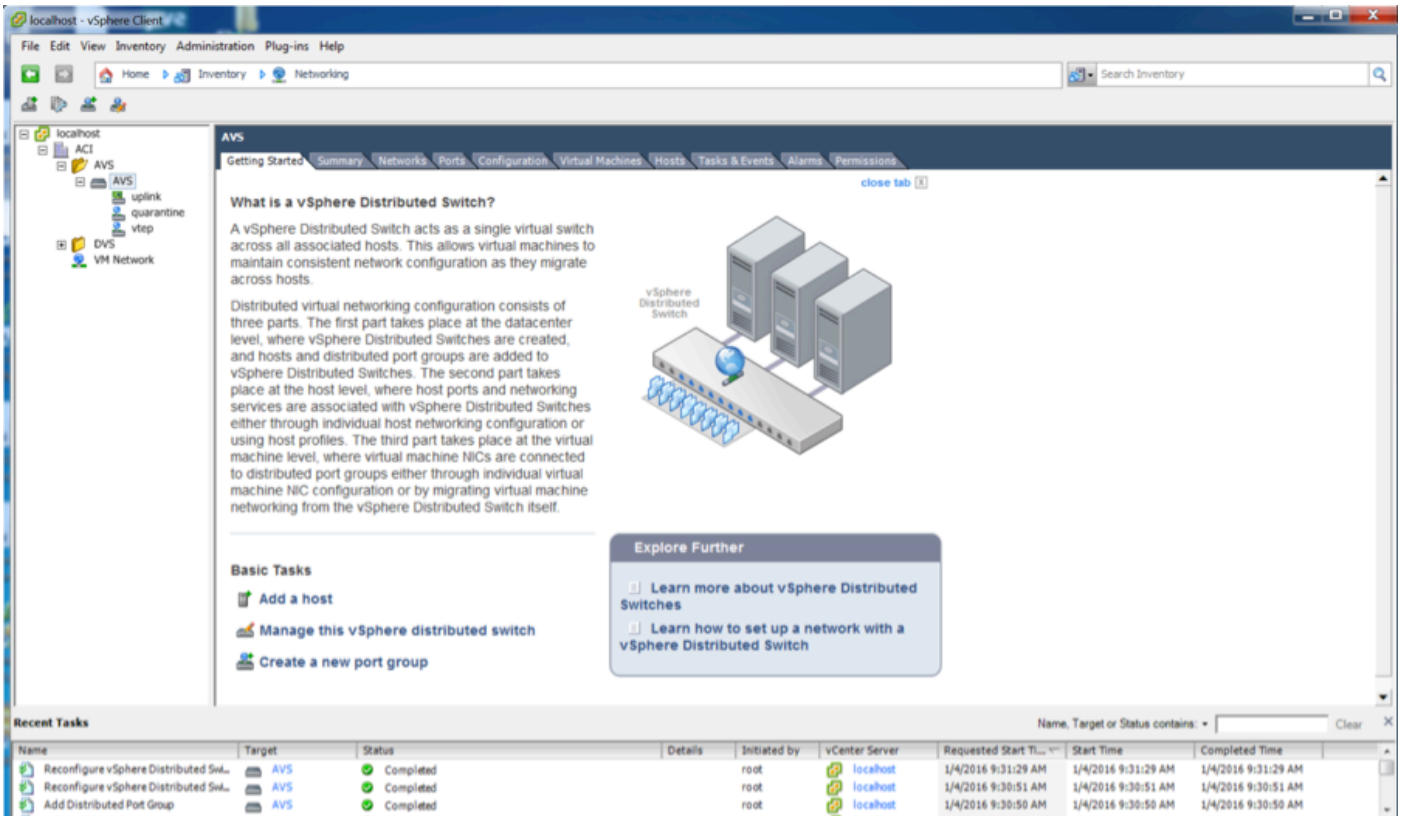 localhost - vSphere Client
File Edit View Inventory Administration Plug-ins Help
Home Inventory Networking
Search Inventory
localhost
ACI
AVS
AVS
uplink
quarantine
vtep
DVS
VM Network
AVS
Getting Started Summary Networks Ports Configuration Virtual Machines Hosts Tasks & Events Alarms Permissions
close tab
What is a vSphere Distributed Switch?
A vSphere Distributed Switch acts as a single virtual switch
across all associated hosts. This allows virtual machines to
maintain consistent network configuration as they migrate
across hosts.
Distributed virtual networking configuration consists of
three parts. The first part takes place at the datacenter
level, where vSphere Distributed Switches are created,
and hosts and distributed port groups are added to
vSphere Distributed Switches. The second part takes
place at the host level, where host ports and networking
services are associated with vSphere Distributed Switches
either through individual host networking configuration or
using host profiles. The third part takes place at the virtual
machine level, where virtual machine NICs are connected
to distributed port groups either through individual virtual
machine NIC configuration or by migrating virtual machine
networking from the vSphere Distributed Switch itself.
vSphere
Distributed
Switch
Basic Tasks
Add a host
Manage this vSphere distributed switch
Create a new port group
Explore Further
Learn more about vSphere Distributed
Switches
Learn how to set up a network with a
vSphere Distributed Switch
Recent Tasks
Name, Target or Status contains:
Clear
Name Target Status Details Initiated by vCenter Server Requested Start Ti... Start Time Completed Time
Reconfigure vSphere Distributed Swi... AVS Completed root localhost 1/4/2016 9:31:29 AM 1/4/2016 9:31:29 AM 1/4/2016 9:31:29 AM
Reconfigure vSphere Distributed Swi... AVS Completed root localhost 1/4/2016 9:30:51 AM 1/4/2016 9:30:51 AM 1/4/2016 9:30:51 AM
Add Distributed Port Group AVS Completed root localhost 1/4/2016 9:30:50 AM 1/4/2016 9:30:50 AM 1/4/2016 9:30:50 AM